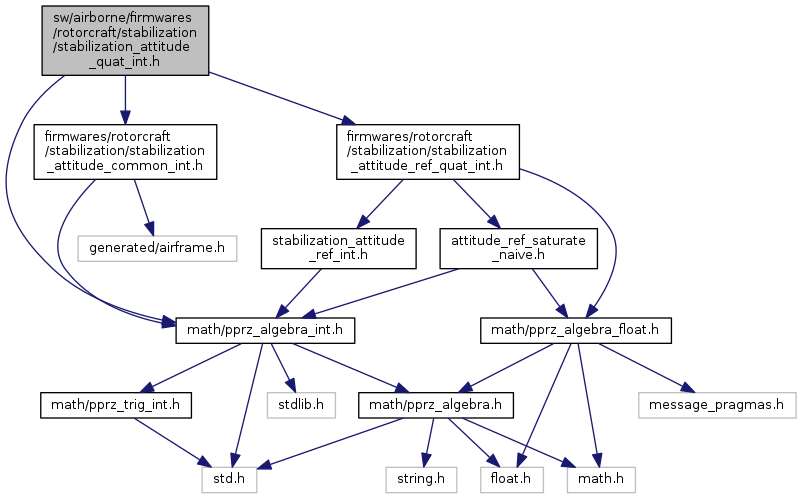 sw/airborne/firmwares
/rotorcraft/stabilization
/stabilization_attitude
_quat_int.h
firmwares/rotorcraft
/stabilization/stabilization
_attitude_common_int.h
firmwares/rotorcraft
/stabilization/stabilization
_attitude_ref_quat_int.h
generated/airframe.h
stabilization_attitude
_ref_int.h
attitude_ref_saturate
_naive.h
math/pprz_algebra_int.h
math/pprz_algebra_float.h
math/pprz_trig_int.h
stdlib.h
math/pprz_algebra.h
message_pragmas.h
std.h
string.h
float.h
math.h